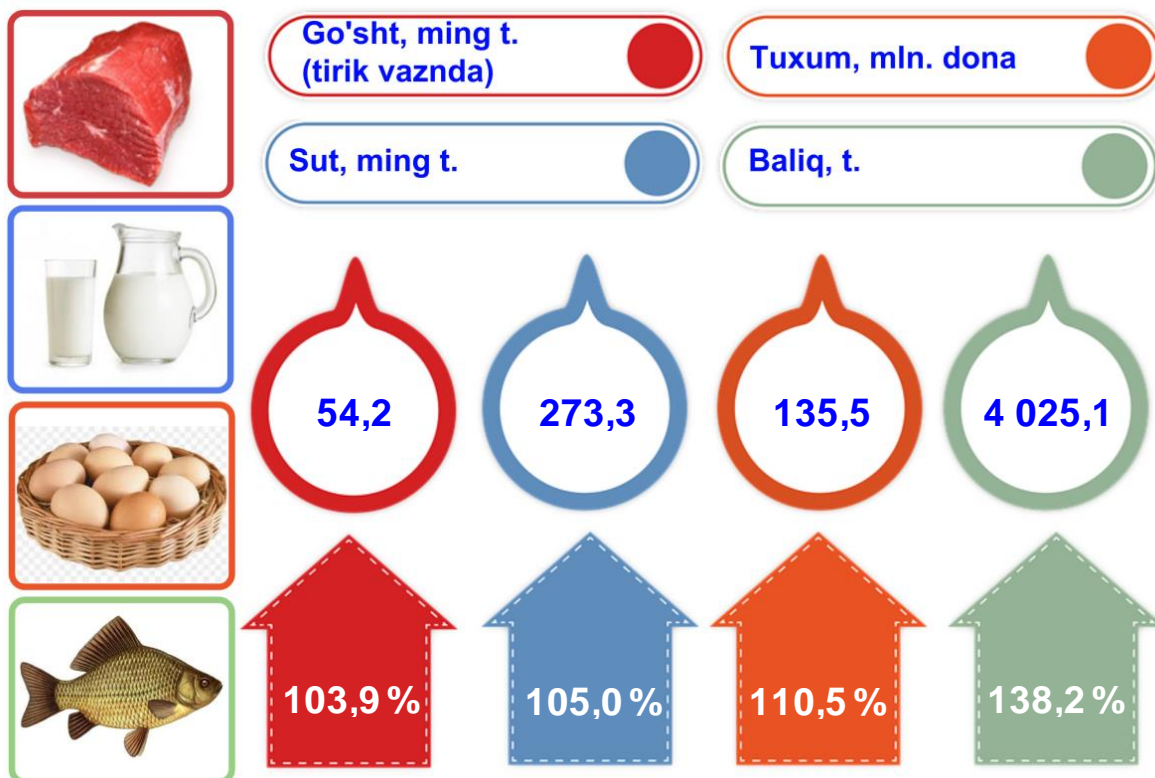 Go'sht, ming t.
(tirik vaznda)
Tuxum, mln. dona
Sut, ming t.
Baliq, t.
54,2
273,3
135,5
4 025,1
103,9 %
105,0 %
110,5 %
138,2 %